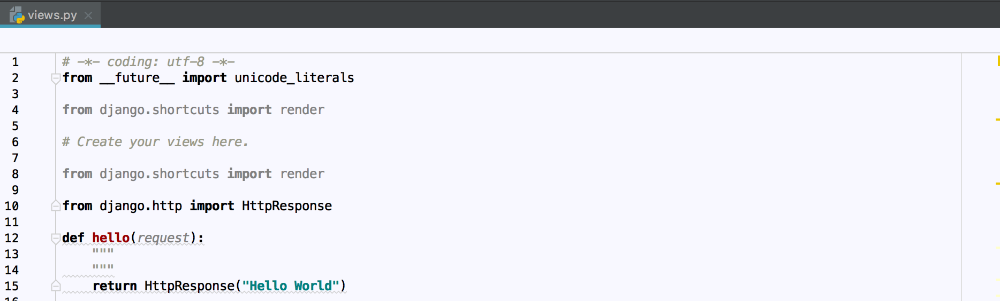 views.py
1 # -*- coding: utf-8 -*-
2 from __future__ import unicode_literals
3
4 from django.shortcuts import render
5
6 # Create your views here.
7
8 from django.shortcuts import render
9
10 from django.http import HttpResponse
11
12 def hello(request):
13     """
14     """
15     return HttpResponse("Hello World")
16